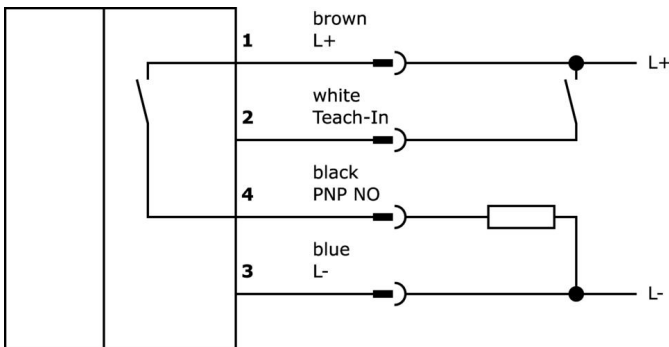 brown
1 L+
L+
white
2 Teach-In
black
4 PNP NO
blue
3 L-
L-